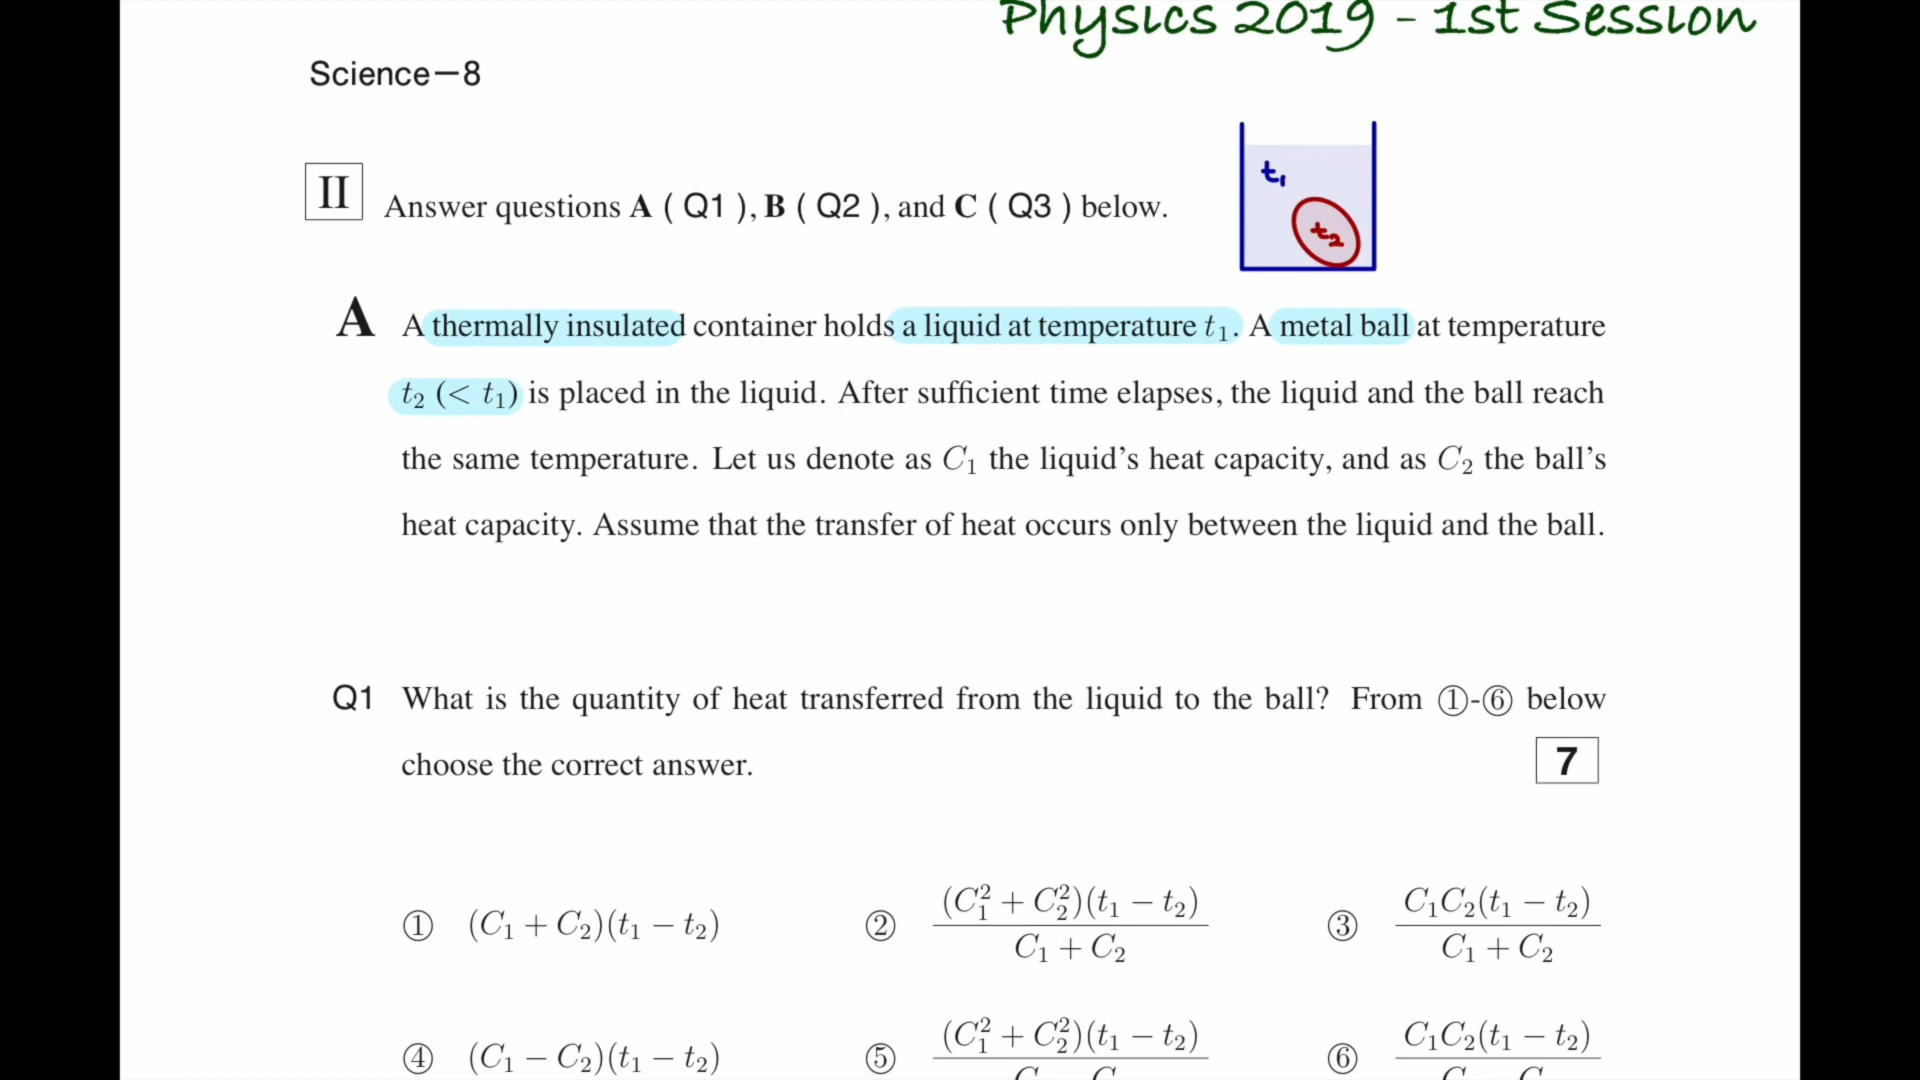 Physics 2019 - 1st Session
Science—8
II Answer questions A ( Q1 ), B ( Q2 ), and C ( Q3 ) below.
t₁
t₂
A A thermally insulated container holds a liquid at temperature t₁. A metal ball at temperature
t₂ (< t₁) is placed in the liquid. After sufficient time elapses, the liquid and the ball reach
the same temperature. Let us denote as C₁ the liquid's heat capacity, and as C₂ the ball's
heat capacity. Assume that the transfer of heat occurs only between the liquid and the ball.
Q1 What is the quantity of heat transferred from the liquid to the ball? From ①-⑥ below
choose the correct answer. 7
① (C₁ + C₂)(t₁ − t₂) ② (C₁² + C₂²)(t₁ − t₂) / C₁ + C₂ ③ C₁C₂(t₁ − t₂) / C₁ + C₂
④ (C₁ − C₂)(t₁ − t₂) ⑤ (C₁² + C₂²)(t₁ − t₂) ⑥ C₁C₂(t₁ − t₂)